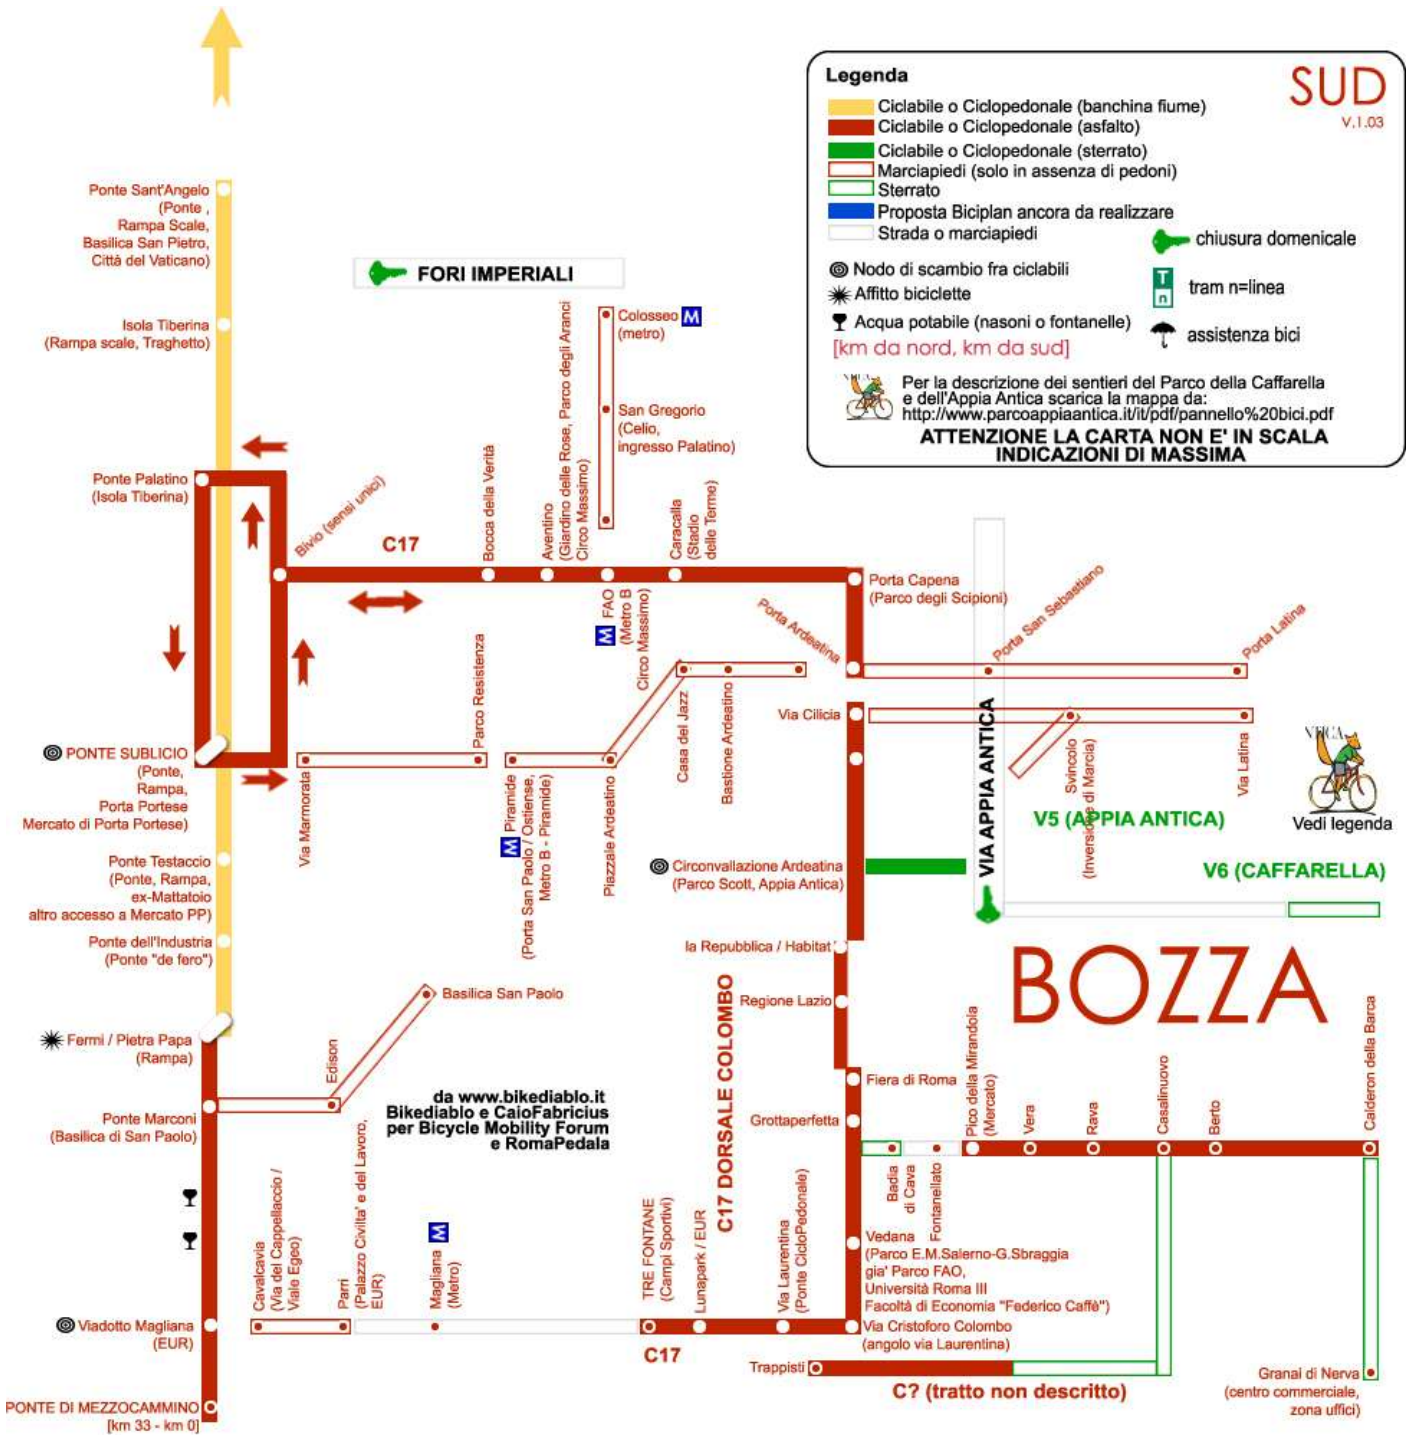 Legenda
SUD
V.1.03
Ciclabile o Ciclopedonale (banchina fiume)
Ciclabile o Ciclopedonale (asfalto)
Ciclabile o Ciclopedonale (sterrato)
Marciapiedi (solo in assenza di pedoni)
Sterrato
Proposta Biciplan ancora da realizzare
Strada o marciapiedi
chiusura domenicale
Nodo di scambio fra ciclabili
Affitto biciclette
T
n
tram n=linea
Acqua potabile (nasoni o fontanelle)
assistenza bici
[km da nord, km da sud]
Per la descrizione dei sentieri del Parco della Caffarella
e dell'Appia Antica scarica la mappa da:
http://www.parcoappiaantica.it/it/pdf/pannello%20bici.pdf
ATTENZIONE LA CARTA NON E' IN SCALA
INDICAZIONI DI MASSIMA
Ponte Sant'Angelo
(Ponte ,
Rampa Scale,
Basilica San Pietro,
Città del Vaticano)
FORI IMPERIALI
Isola Tiberina
(Rampa scale, Traghetto)
Colosseo M
(metro)
San Gregorio
(Celio,
ingresso Palatino)
Ponte Palatino
(Isola Tiberina)
Bivio (sensi unici)
C17
Bocca della Verità
Aventino
(Giardino delle Rose, Parco degli Aranci
Circo Massimo)
M FAO
(Metro B
Circo Massimo)
Caracalla
(Stadio
delle Terme)
Porta Capena
(Parco degli Scipioni)
Porta Ardeatina
Porta San Sebastiano
Porta Latina
Via Cilicia
Svincolo
(Inversione di Marcia)
Via Latina
VIA APPIA ANTICA
V5 (APPIA ANTICA)
Vedi legenda
V6 (CAFFARELLA)
PONTE SUBLICIO
(Ponte,
Rampa,
Porta Portese
Mercato di Porta Portese)
Via Marmorata
Parco Resistenza
M Piramide
(Porta San Paolo / Ostiense,
Metro B - Piramide)
Piazzale Ardeatino
Casa del Jazz
Bastione Ardeatino
Circonvallazione Ardeatina
(Parco Scott, Appia Antica)
Ponte Testaccio
(Ponte, Rampa,
ex-Mattatoio
altro accesso a Mercato PP)
Ponte dell'Industria
(Ponte "de fero")
la Repubblica / Habitat
Regione Lazio
BOZZA
Basilica San Paolo
Fermi / Pietra Papa
(Rampa)
Edison
Ponte Marconi
(Basilica di San Paolo)
da www.bikediablo.it
Bikediablo e CaioFabricius
per Bicycle Mobility Forum
e RomaPedala
C17 DORSALE COLOMBO
Fiera di Roma
Grottaperfetta
Badia
di Cava
Fontanellato
Pico della Mirandola
(Mercato)
Vera
Rava
Casalinuovo
Berto
Calderon della Barca
Vedana
(Parco E.M.Salerno-G.Sbraggia
gia' Parco FAO,
Università Roma III
Facoltà di Economia "Federico Caffè")
Via Cristoforo Colombo
(angolo via Laurentina)
Viadotto Magliana
(EUR)
Cavalcavia
(Via del Cappellaccio /
Viale Egeo)
Parri
(Palazzo Civilta' e del Lavoro,
EUR)
Magliana M
(Metro)
TRE FONTANE
(Campi Sportivi)
Lunapark / EUR
Via Laurentina
(Ponte CicloPedonale)
C17
Trappisti
C? (tratto non descritto)
Granai di Nerva
(centro commerciale,
zona uffici)
PONTE DI MEZZOCAMMINO
[km 33 - km 0]